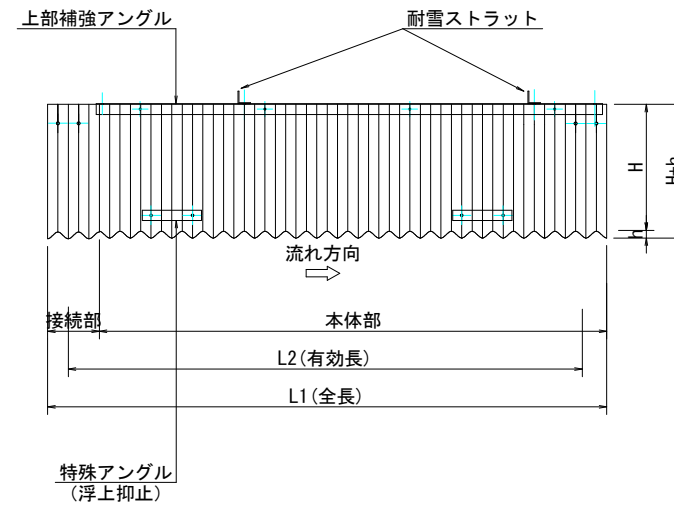 上部補強アングル
耐雪ストラット
H
H+h
h
流れ方向
接続部
本体部
L2(有効長)
L1(全長)
特殊アングル
(浮上抑止)